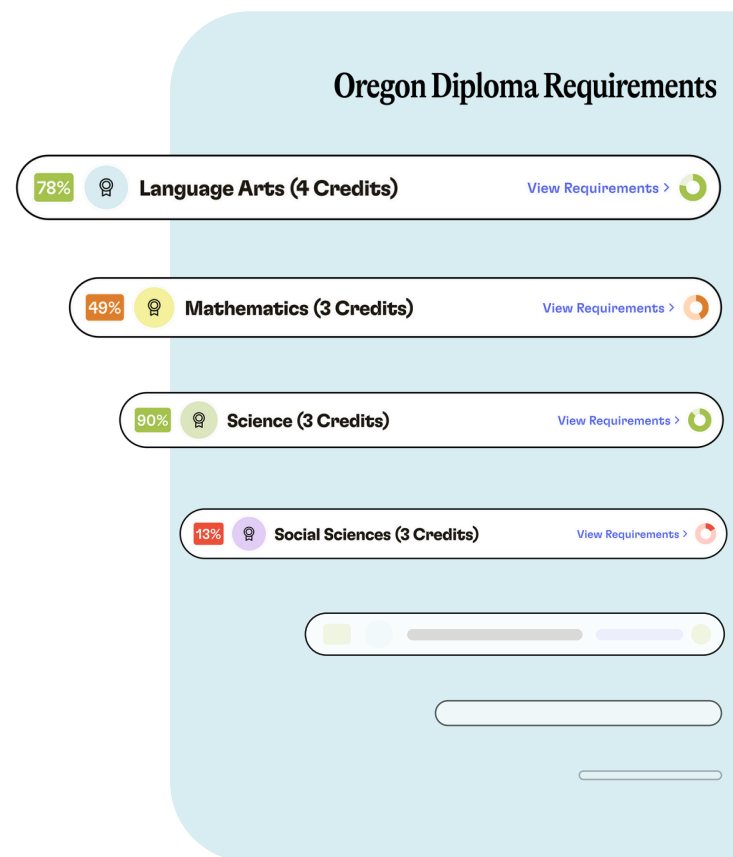 Oregon Diploma Requirements
78% Language Arts (4 Credits) View Requirements >
49% Mathematics (3 Credits) View Requirements >
90% Science (3 Credits) View Requirements >
13% Social Sciences (3 Credits) View Requirements >